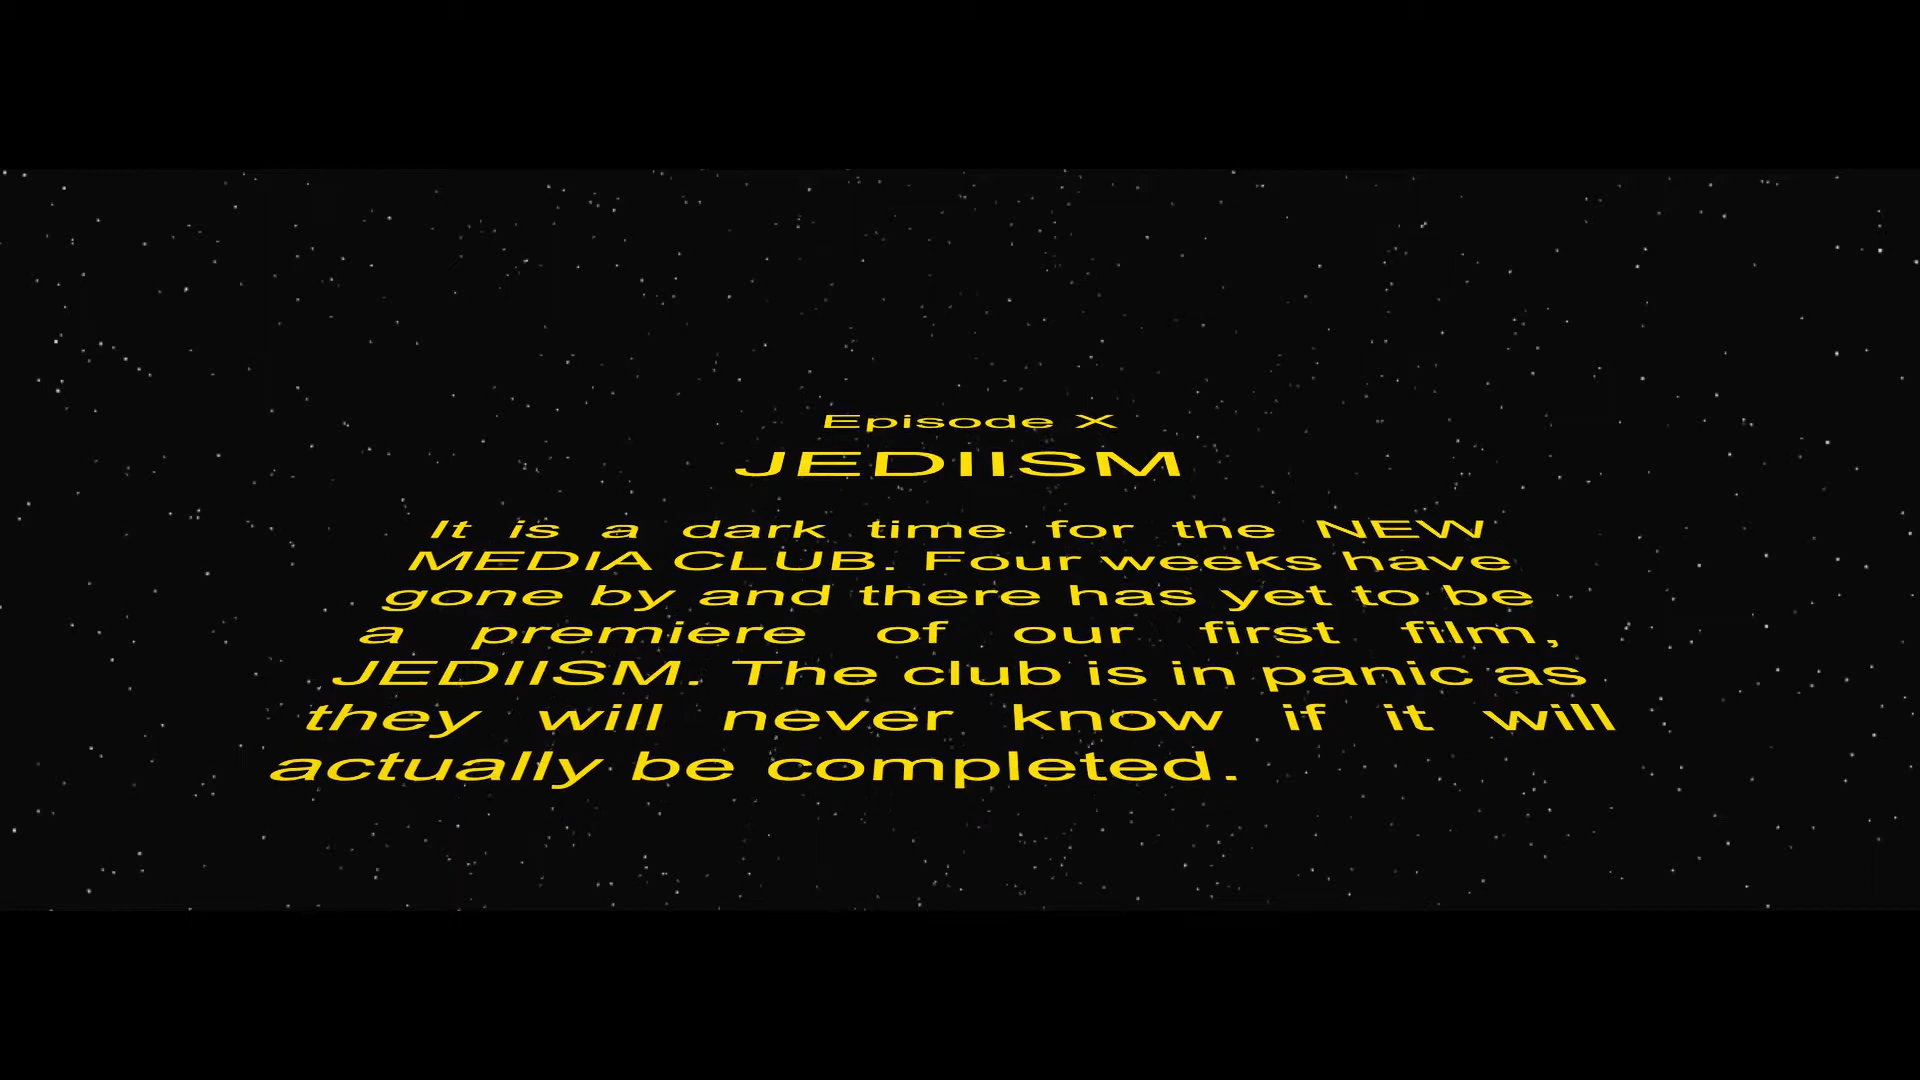 Episode X
JEDIISM
It is a dark time for the NEW
MEDIA CLUB. Four weeks have
gone by and there has yet to be
a premiere of our first film,
JEDIISM. The club is in panic as
they will never know if it will
actually be completed.